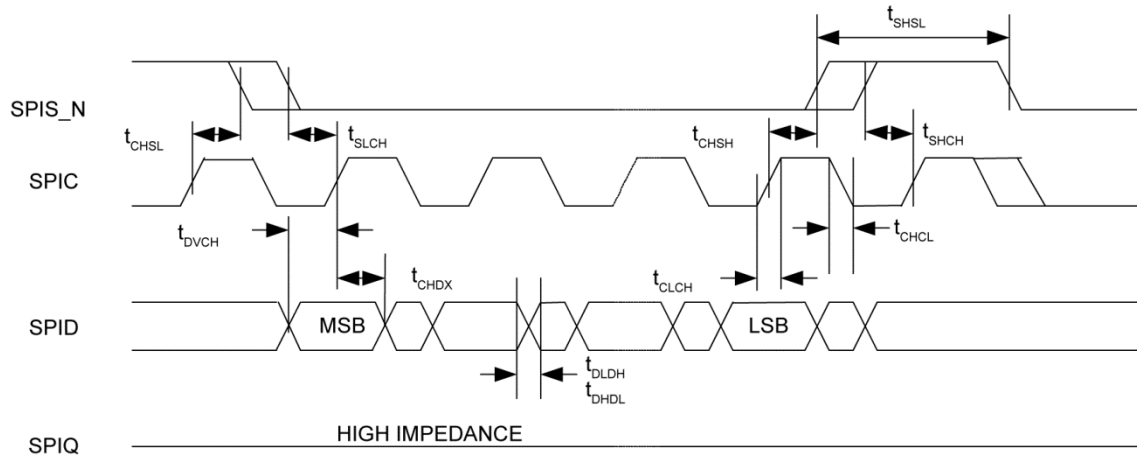 tSHSL
SPIS_N
tCHSL
tSLCH
tCHSH
tSHCH
SPIC
tDVCH
tCHCL
tCHDX
tCLCH
SPID
MSB
LSB
tDLDH
tDHDL
HIGH IMPEDANCE
SPIQ